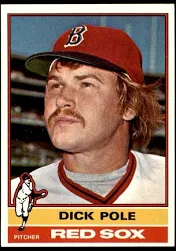 B
DICK POLE
PITCHER
RED SOX